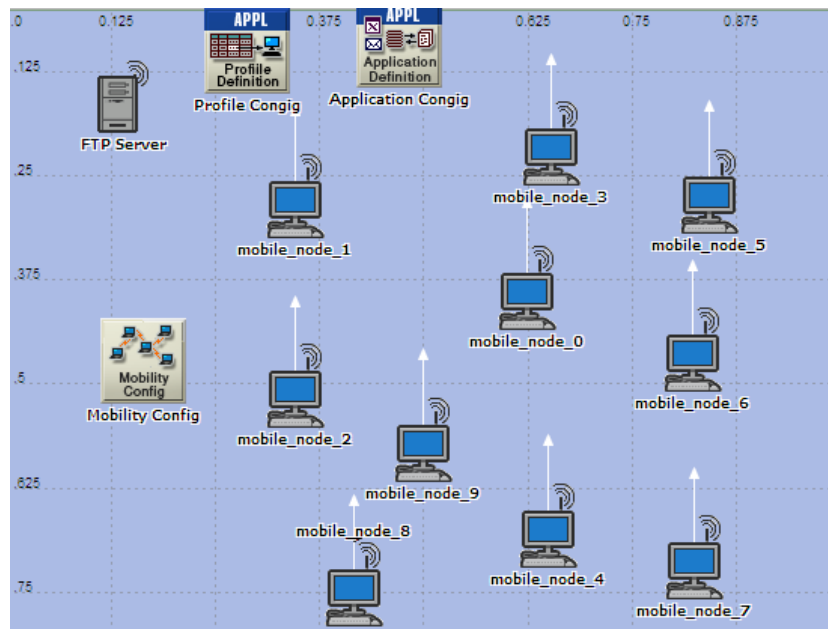 .0 0.125 0.375 0.625 0.75 0.875
APPL
Profile
Definition
Profile Congig
APPL
Application
Definition
Application Congig
.125
FTP Server
mobile_node_3
.25
mobile_node_1
mobile_node_5
.375
mobile_node_0
Mobility
Config
Mobility Config
.5
mobile_node_6
mobile_node_2
mobile_node_9
.625
mobile_node_8
mobile_node_4
.75
mobile_node_7